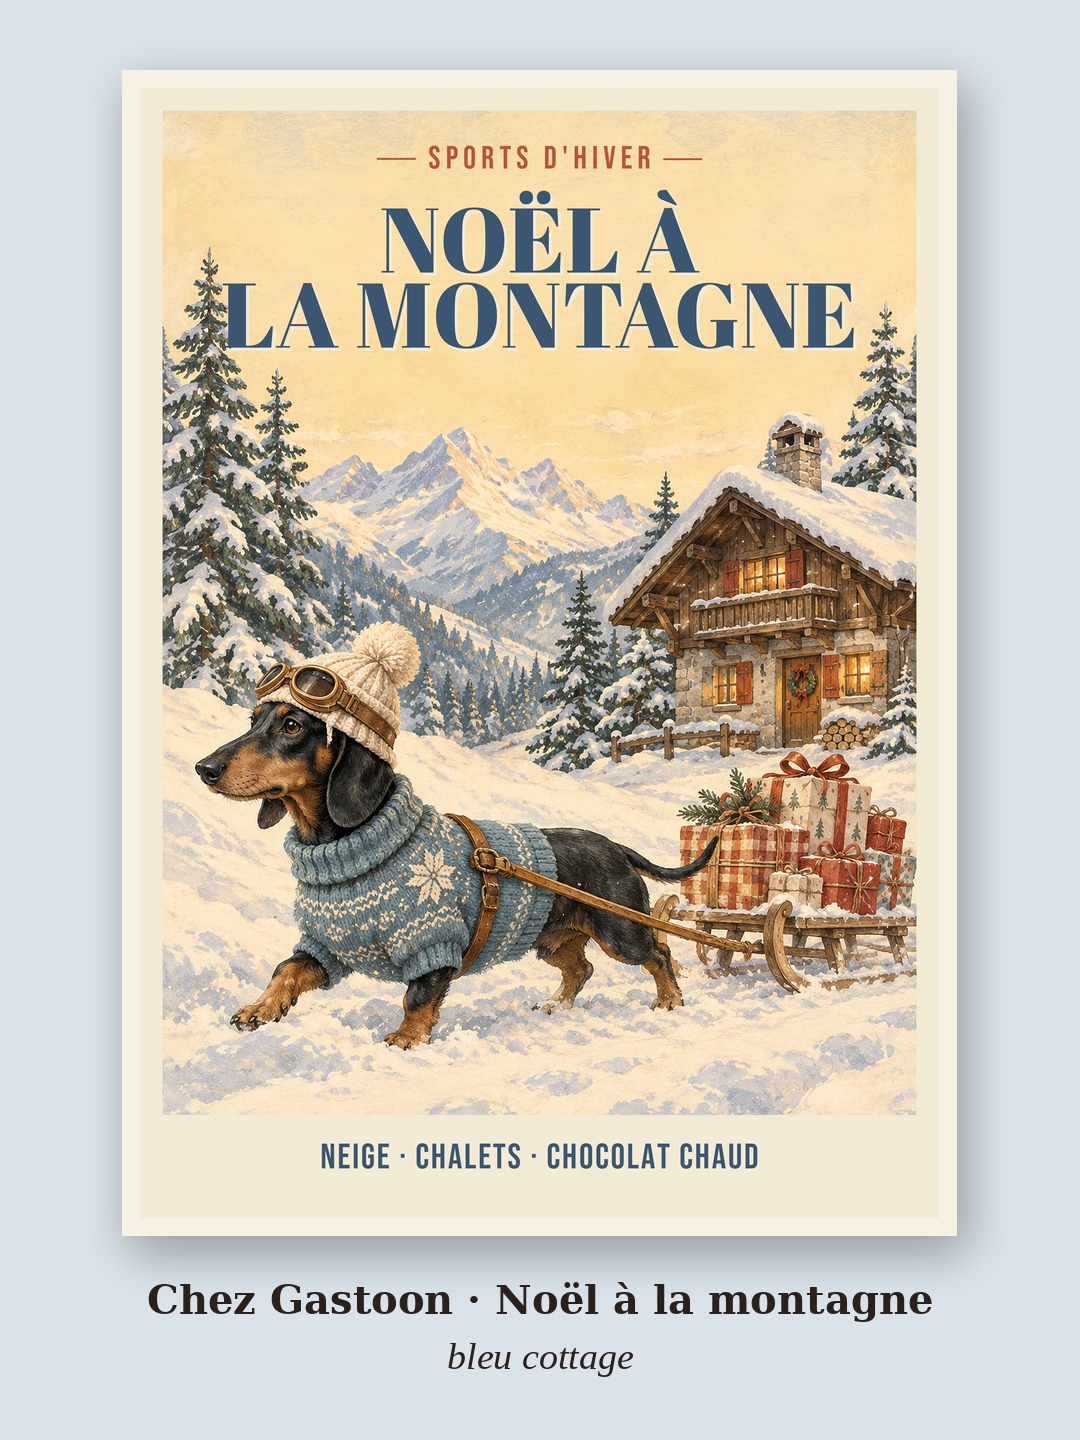 SPORTS D'HIVER
NOËL À
LA MONTAGNE
NEIGE · CHALETS · CHOCOLAT CHAUD
Chez Gastoon · Noël à la montagne
bleu cottage